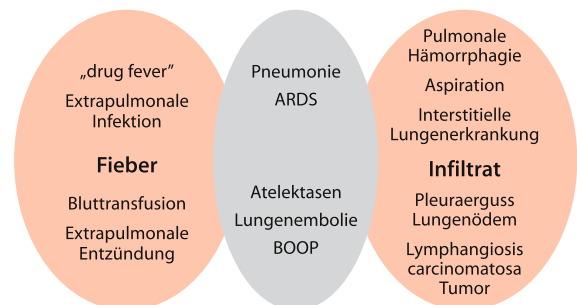 „drug fever”
Extrapulmonale
Infektion
Fieber
Bluttransfusion
Extrapulmonale
Entzündung
Pneumonie
ARDS
Atelektasen
Lungenembolie
BOOP
Pulmonale
Hämorrphagie
Aspiration
Interstitielle
Lungenerkrankung
Infiltrat
Pleuraerguss
Lungenödem
Lymphangiosis
carcinomatosa
Tumor